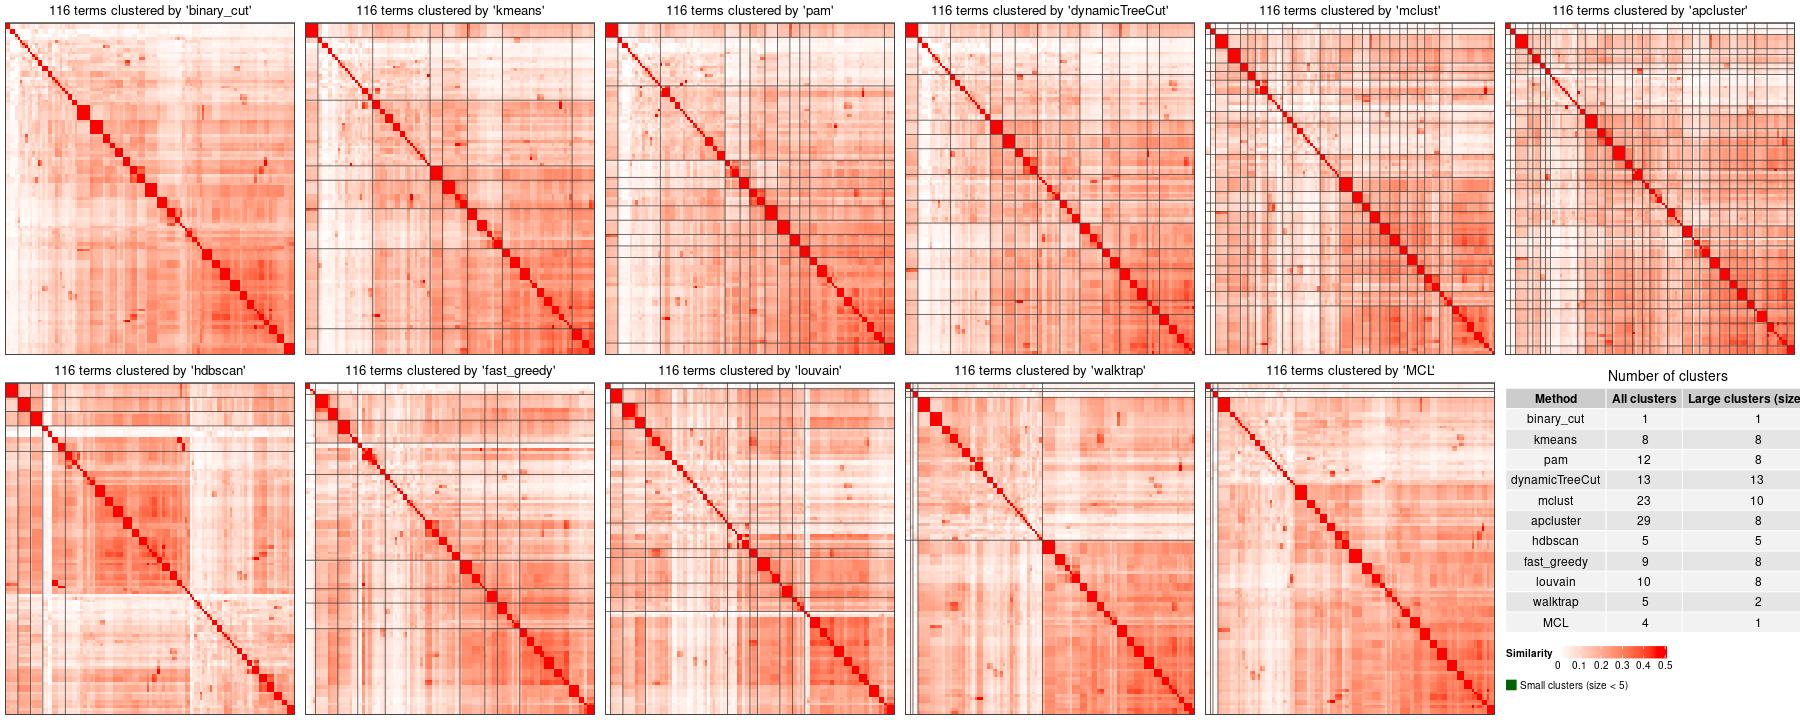 116 terms clustered by 'binary_cut'
116 terms clustered by 'kmeans'
116 terms clustered by 'pam'
116 terms clustered by 'dynamicTreeCut'
116 terms clustered by 'mclust'
116 terms clustered by 'apcluster'
116 terms clustered by 'hdbscan'
116 terms clustered by 'fast_greedy'
116 terms clustered by 'louvain'
116 terms clustered by 'walktrap'
116 terms clustered by 'MCL'
Number of clusters
Method All clusters Large clusters (size
binary_cut 1 1
kmeans 8 8
pam 12 8
dynamicTreeCut 13 13
mclust 23 10
apcluster 29 8
hdbscan 5 5
fast_greedy 9 8
louvain 10 8
walktrap 5 2
MCL 4 1
Similarity
0 0.1 0.2 0.3 0.4 0.5
Small clusters (size < 5)